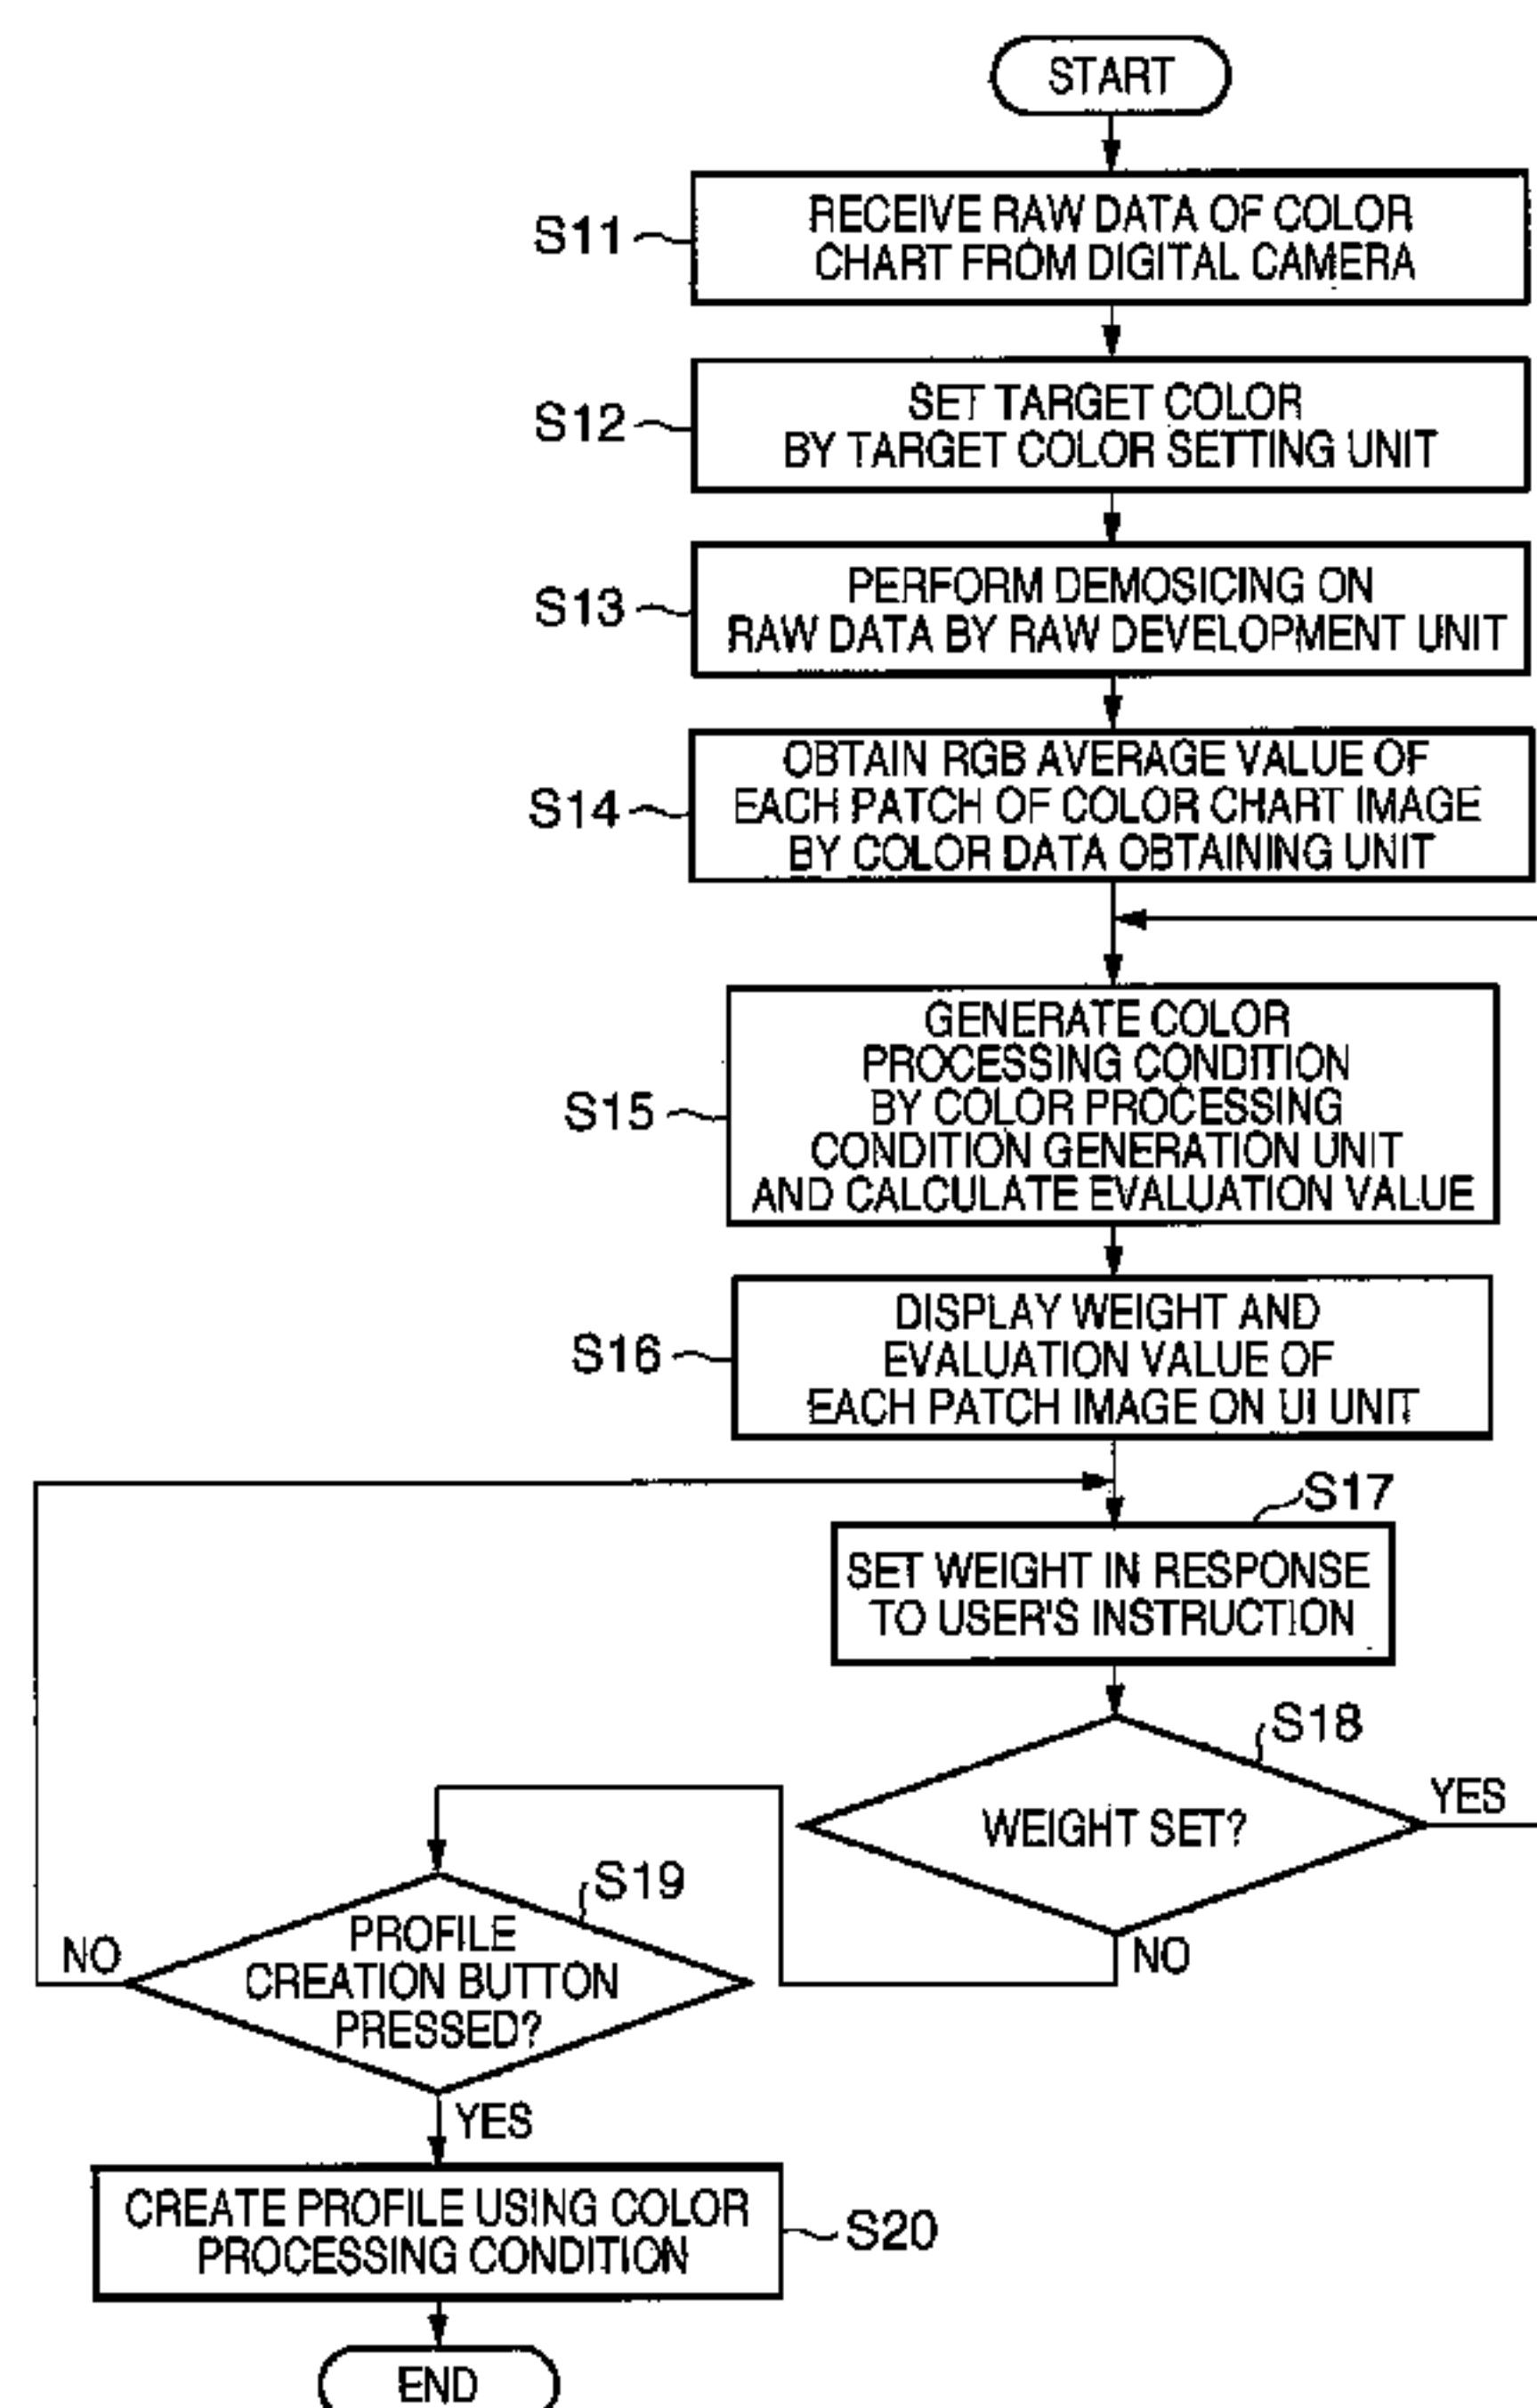 START
S11
RECEIVE RAW DATA OF COLOR
CHART FROM DIGITAL CAMERA
S12
SET TARGET COLOR
BY TARGET COLOR SETTING UNIT
S13
PERFORM DEMOSICING ON
RAW DATA BY RAW DEVELOPMENT UNIT
S14
OBTAIN RGB AVERAGE VALUE OF
EACH PATCH OF COLOR CHART IMAGE
BY COLOR DATA OBTAINING UNIT
S15
GENERATE COLOR
PROCESSING CONDITION
BY COLOR PROCESSING
CONDITION GENERATION UNIT
AND CALCULATE EVALUATION VALUE
S16
DISPLAY WEIGHT AND
EVALUATION VALUE OF
EACH PATCH IMAGE ON UI UNIT
S17
SET WEIGHT IN RESPONSE
TO USER'S INSTRUCTION
S18
WEIGHT SET?
YES
NO
S19
PROFILE
CREATION BUTTON
PRESSED?
NO
YES
CREATE PROFILE USING COLOR
PROCESSING CONDITION
S20
END